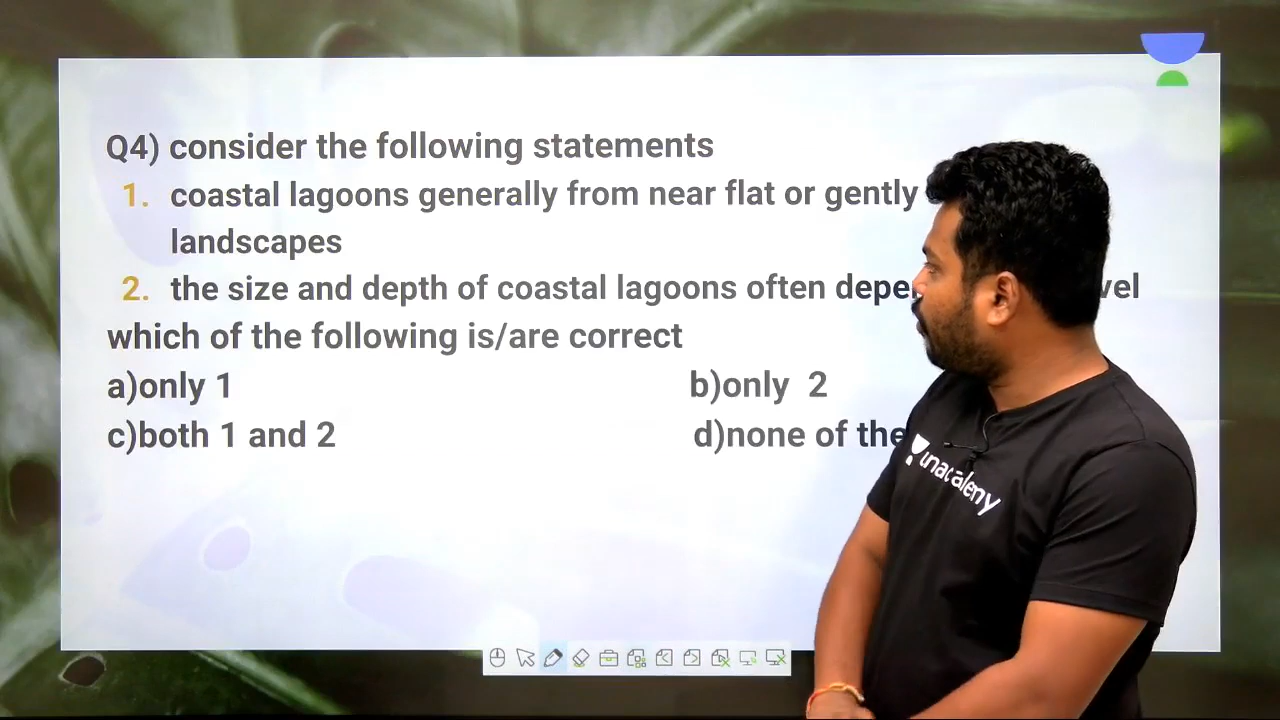 Q4) consider the following statements
1. coastal lagoons generally from near flat or gently
landscapes
2. the size and depth of coastal lagoons often
which of the following is/are correct
a)only 1 b)only 2
c)both 1 and 2 d)none of the
unacademy